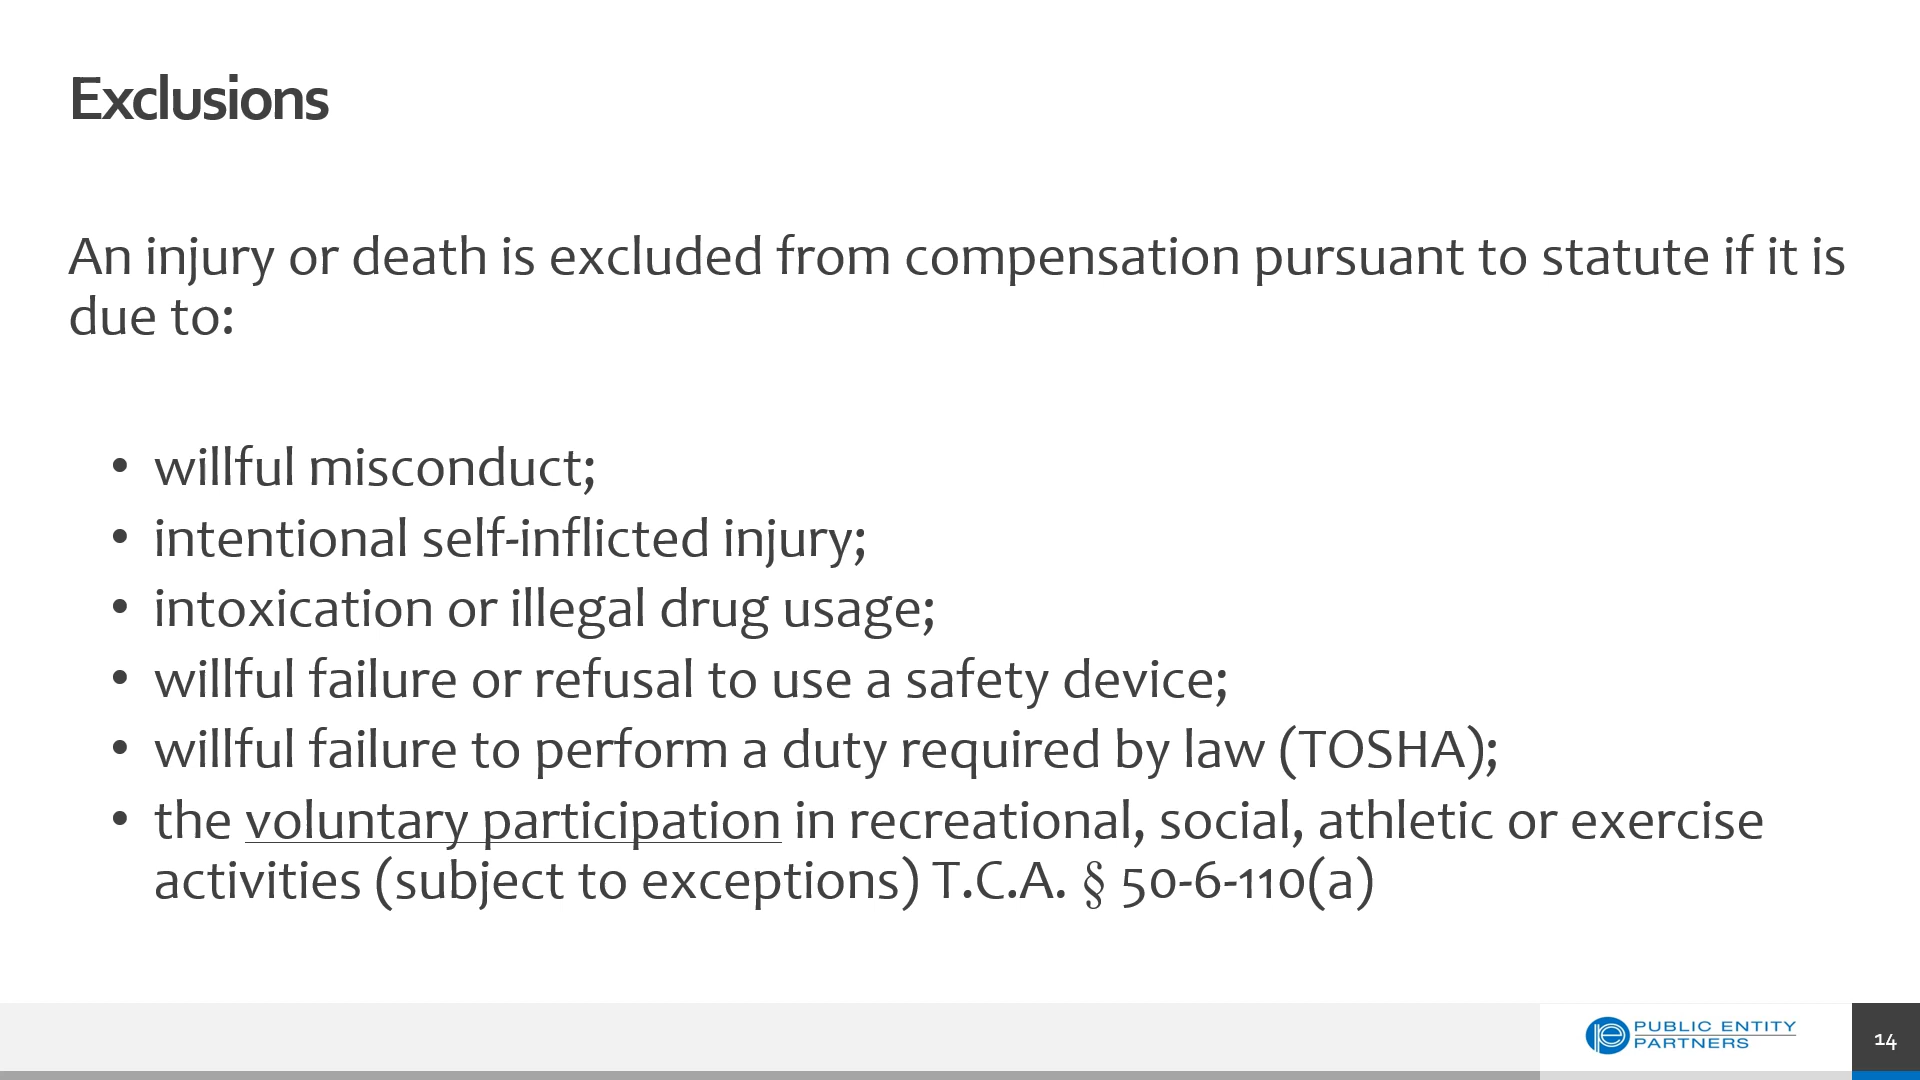 Exclusions
An injury or death is excluded from compensation pursuant to statute if it is
due to:
• willful misconduct;
• intentional self-inflicted injury;
• intoxication or illegal drug usage;
• willful failure or refusal to use a safety device;
• willful failure to perform a duty required by law (TOSHA);
• the voluntary participation in recreational, social, athletic or exercise
activities (subject to exceptions) T.C.A. § 50-6-110(a)
PUBLIC ENTITY
PARTNERS
14